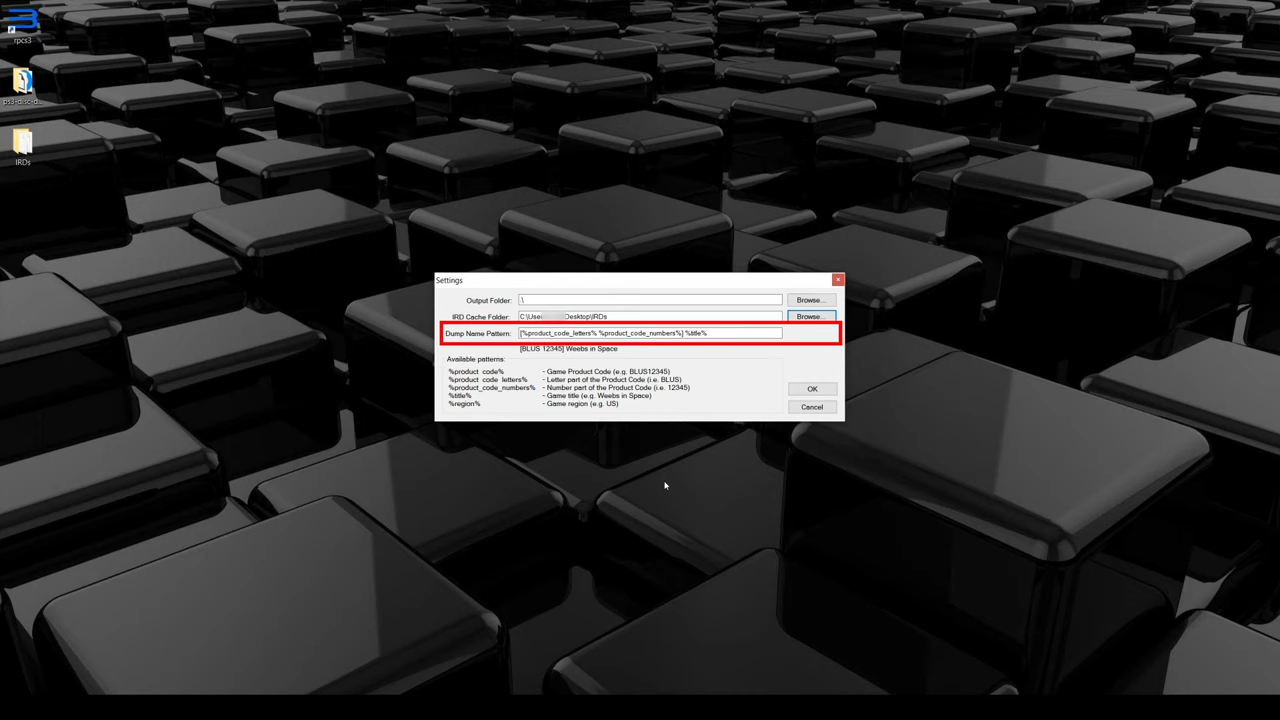 rpcs3
ps3-disc-d...
IRDs
Settings
Output Folder: .\ Browse...
IRD Cache Folder: C:\User Desktop\IRDs Browse...
Dump Name Pattern: [%product_code_letters% %product_code_numbers%] %title%
[BLUS 12345] Weebs in Space
Available patterns:
%product_code% - Game Product Code (e.g. BLUS12345)
%product_code_letters% - Letter part of the Product Code (i.e. BLUS)
%product_code_numbers% - Number part of the Product Code (i.e. 12345)
%title% - Game title (e.g. Weebs in Space)
%region% - Game region (e.g. US)
OK
Cancel